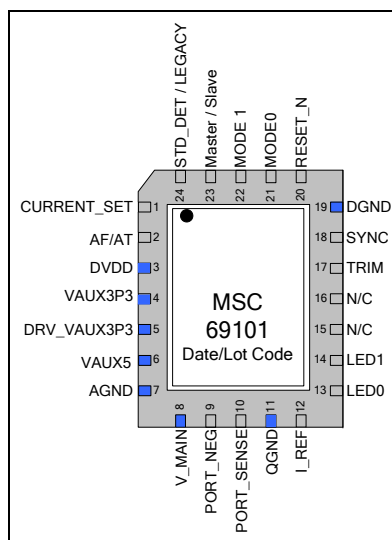 STD_DET / LEGACY
Master / Slave
MODE 1
MODE0
RESET_N
24
23
22
21
20
CURRENT_SET 1
AF/AT 2
DVDD 3
VAUX3P3 4
DRV_VAUX3P3 5
VAUX5 6
AGND 7
MSC
69101
Date/Lot Code
19 DGND
18 SYNC
17 TRIM
16 N/C
15 N/C
14 LED1
13 LED0
8
9
10
11
12
V_MAIN
PORT_NEG
PORT_SENSE
QGND
I_REF